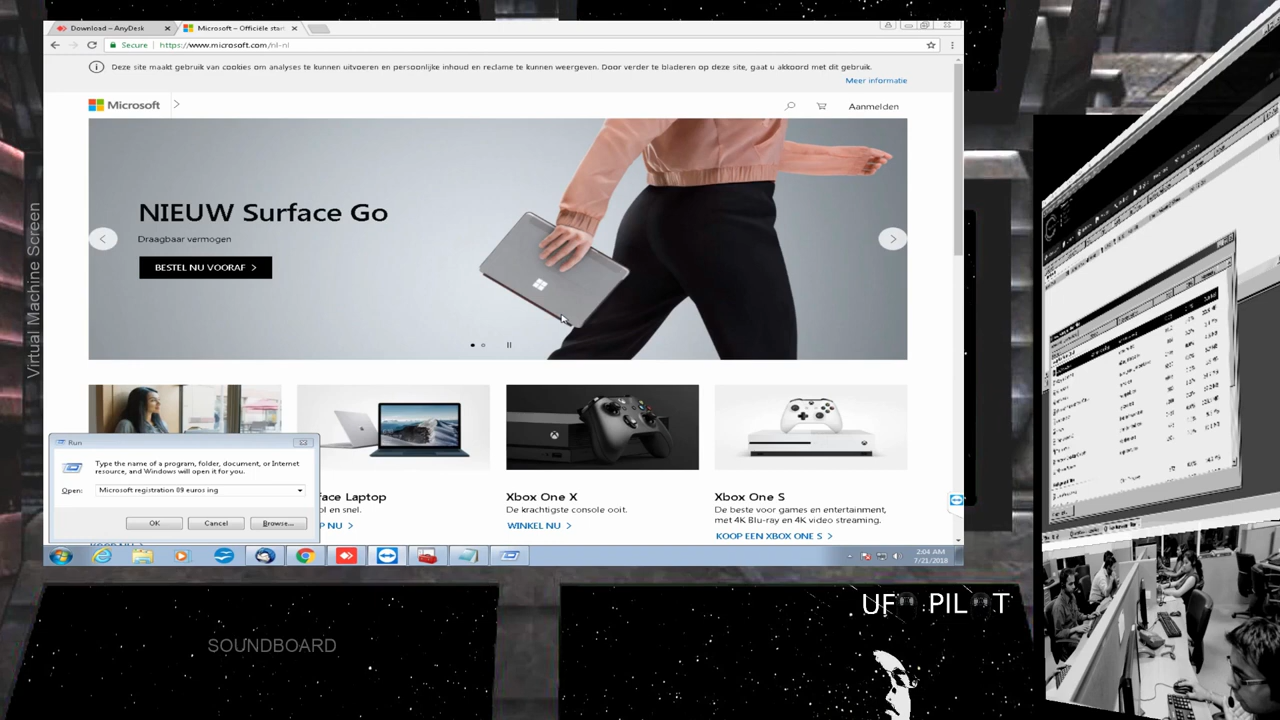 Download – AnyDesk
Microsoft – Officiële star
Secure
https://www.microsoft.com/nl-nl
Deze site maakt gebruik van cookies om analyses te kunnen uitvoeren en persoonlijke inhoud en reclame te kunnen weergeven. Door verder te bladeren op deze site, gaat u akkoord met dit gebruik.
Meer informatie
Microsoft
Aanmelden
NIEUW Surface Go
Draagbaar vermogen
BESTEL NU VOORAF
Run
Type the name of a program, folder, document, or Internet
resource, and Windows will open it for you.
Open: Microsoft registration 09 euros ing
OK Cancel Browse...
face Laptop
ol en snel.
P NU
Xbox One X
De krachtigste console ooit.
WINKEL NU
Xbox One S
De beste voor games en entertainment,
met 4K Blu-ray en 4K video streaming.
KOOP EEN XBOX ONE S
2:04 AM
7/21/2018
Virtual Machine Screen
SOUNDBOARD
UFO PILOT